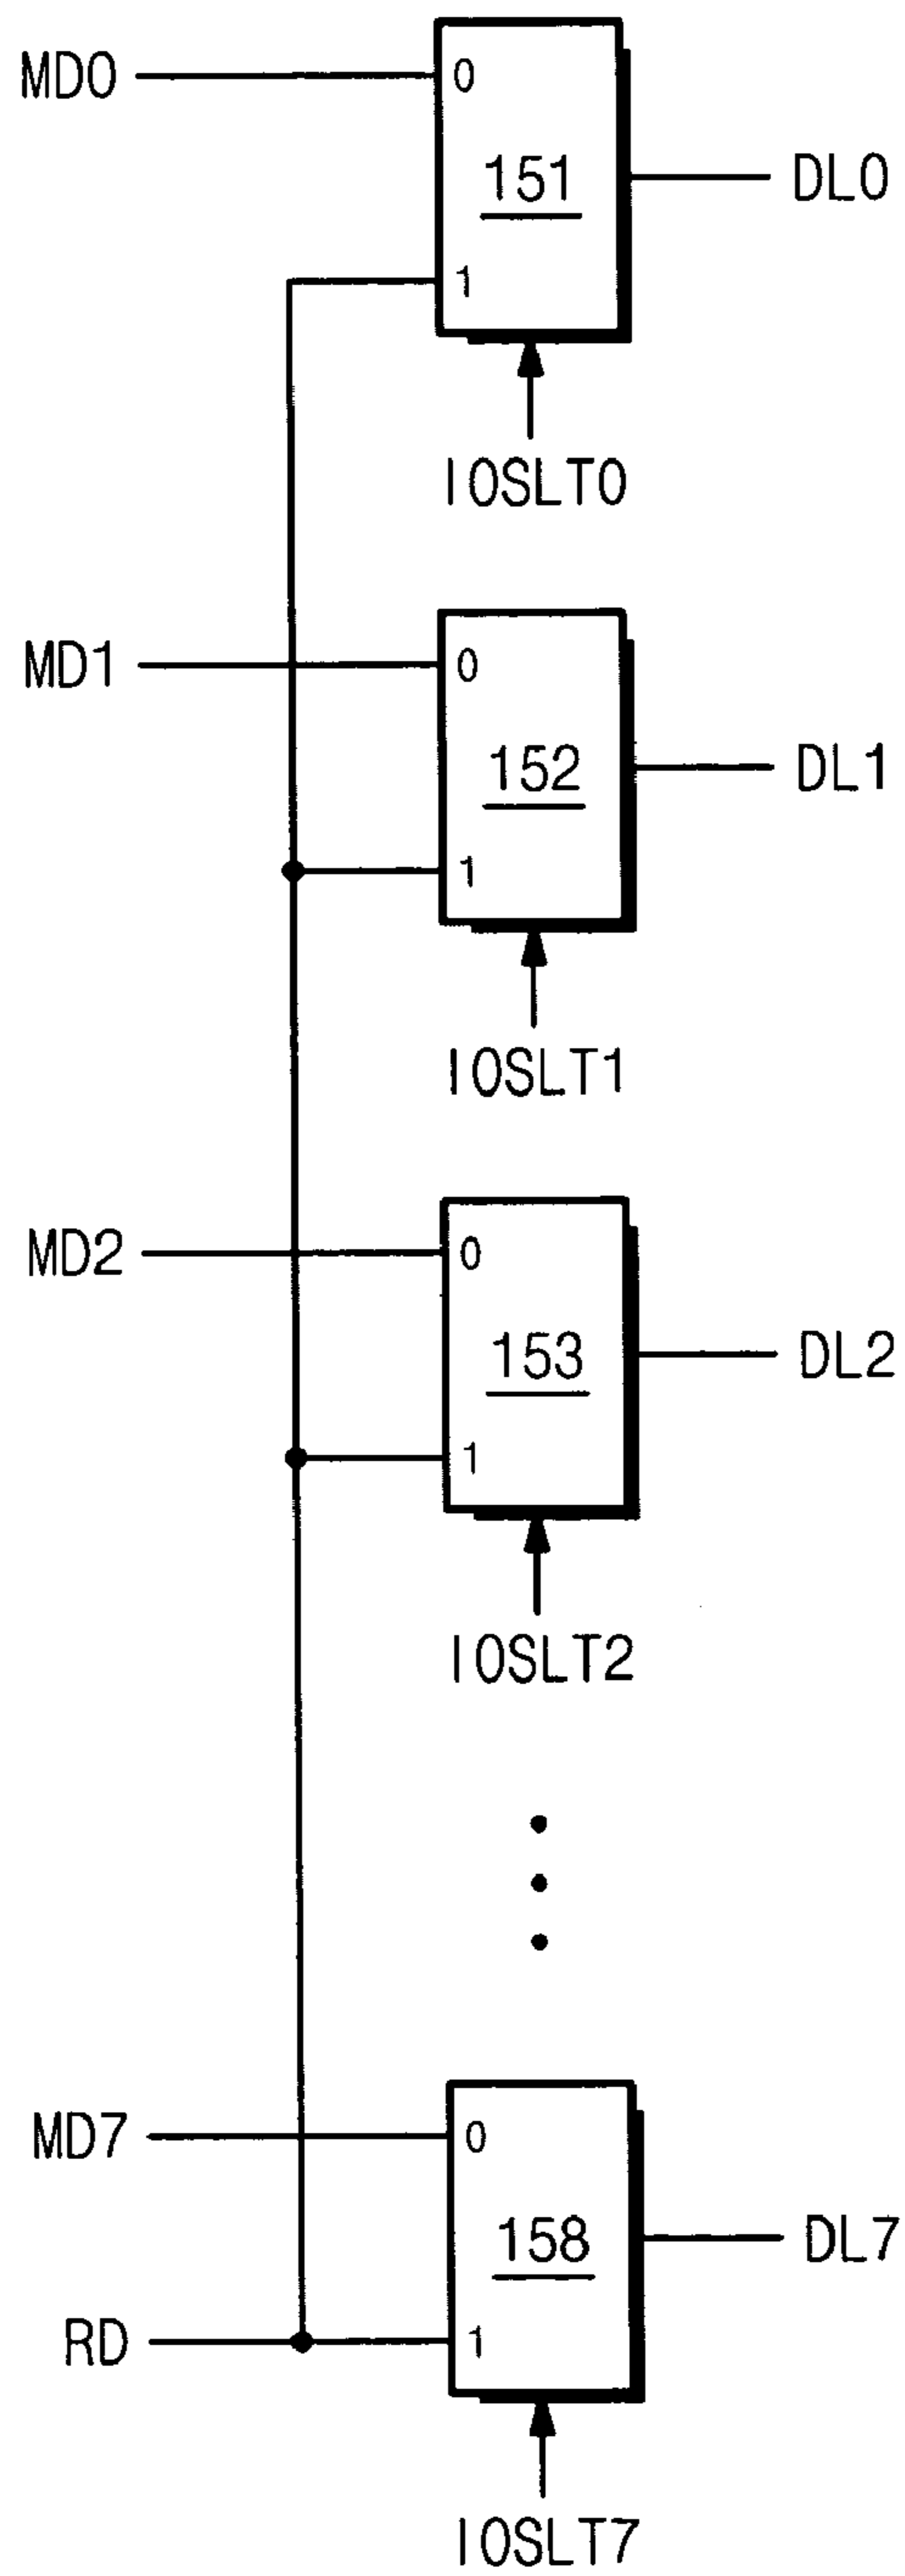 MD0
0
151
DL0
1
IOSLT0
MD1
0
152
DL1
1
IOSLT1
MD2
0
153
DL2
1
IOSLT2
MD7
0
158
DL7
RD
1
IOSLT7